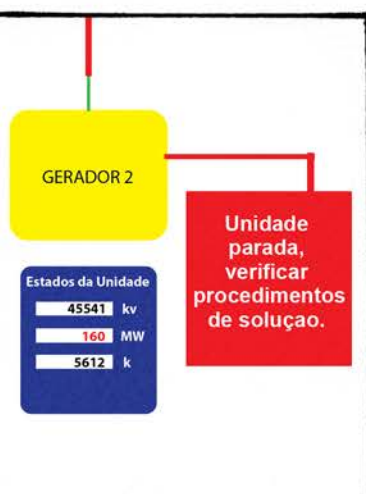 GERADOR 2
Unidade
parada,
verificar
procedimentos
de soluçao.
Estados da Unidade
45541 kv
160 MW
5612 k